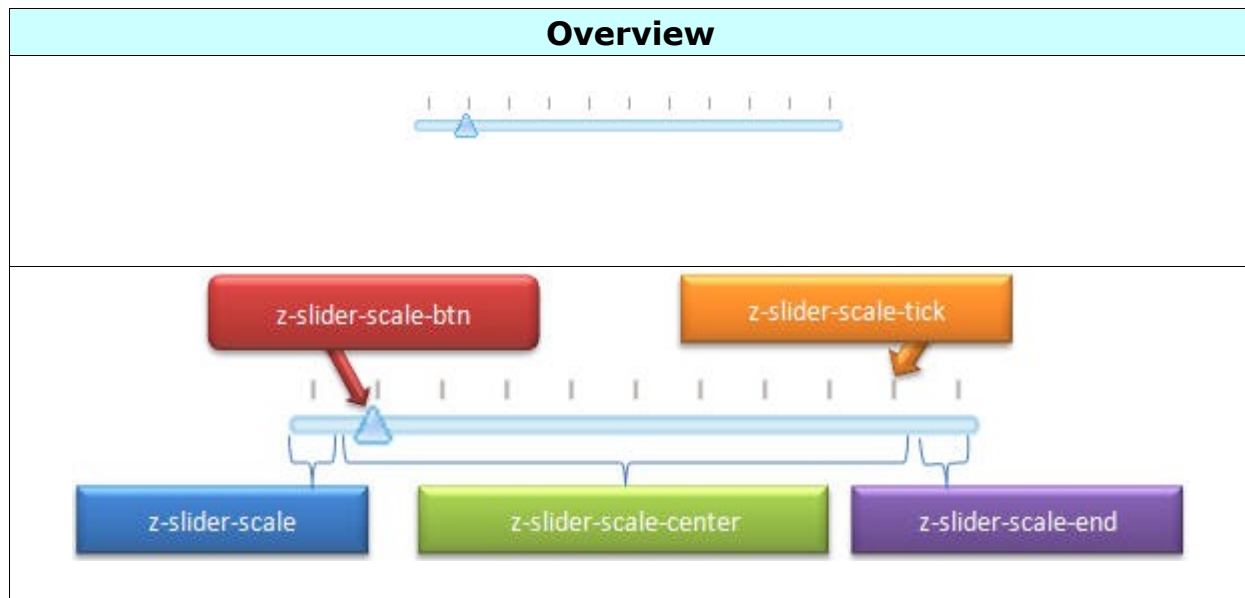 Overview
z-slider-scale-btn
z-slider-scale-tick
z-slider-scale
z-slider-scale-center
z-slider-scale-end